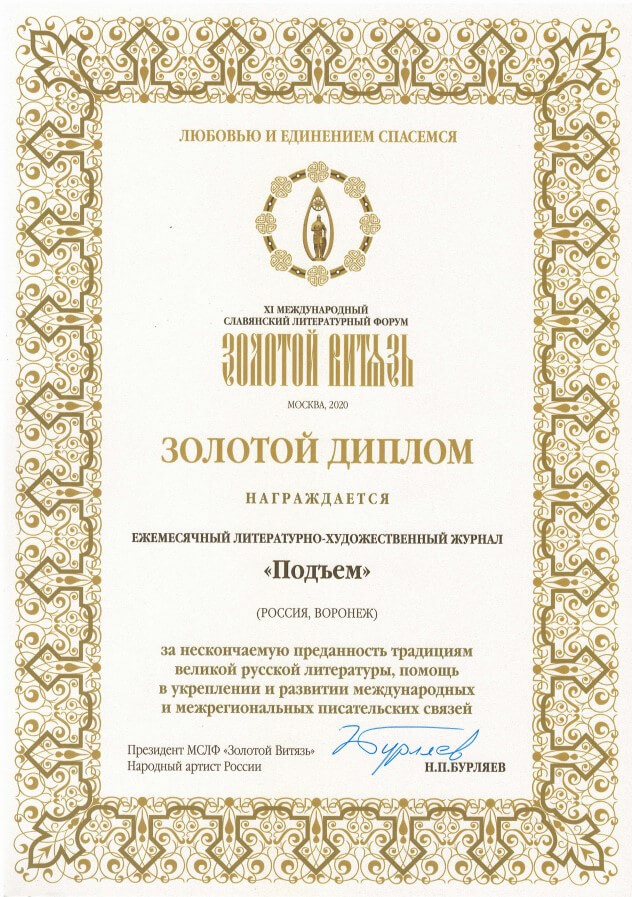 ЛЮБОВЬЮ И ЕДИНЕНИЕМ СПАСЕМСЯ
XI МЕЖДУНАРОДНЫЙ
СЛАВЯНСКИЙ ЛИТЕРАТУРНЫЙ ФОРУМ
ЗОЛОТОЙ ВИТЯЗЬ
МОСКВА, 2020
ЗОЛОТОЙ ДИПЛОМ
НАГРАЖДАЕТСЯ
ЕЖЕМЕСЯЧНЫЙ ЛИТЕРАТУРНО-ХУДОЖЕСТВЕННЫЙ ЖУРНАЛ
«Подъем»
(РОССИЯ, ВОРОНЕЖ)
за нескончаемую преданность традициям
великой русской литературы, помощь
в укреплении и развитии международных
и межрегиональных писательских связей
Президент МСЛФ «Золотой Витязь»
Народный артист России
Н.Бурляев
Н.П.БУРЛЯЕВ